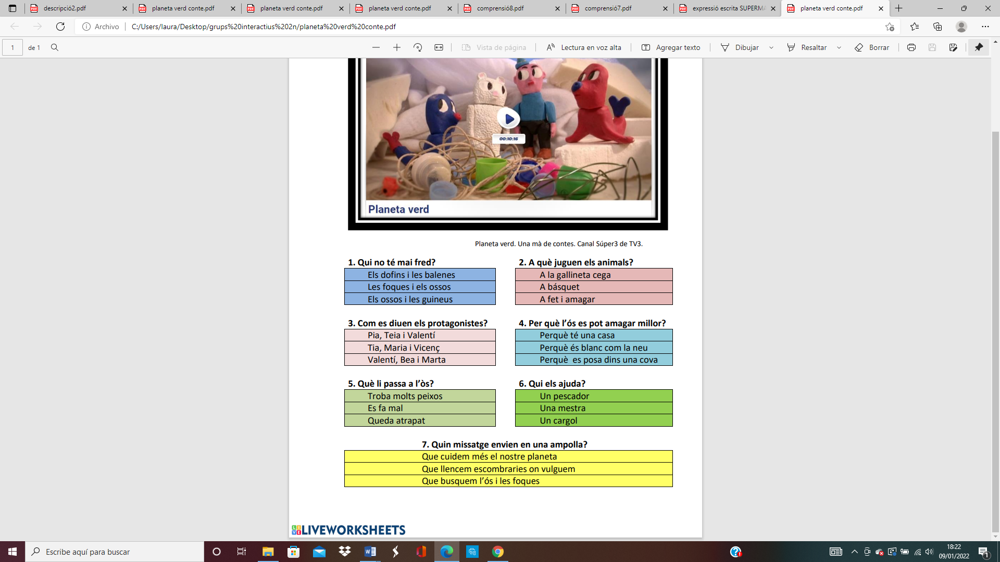 descripció2.pdf
planeta verd conte.pdf
planeta verd conte.pdf
planeta verd conte.pdf
comprensió8.pdf
comprensió7.pdf
expressió escrita SUPERMA
planeta verd conte.pdf
Archivo
C:/Users/laura/Desktop/grups%20interactius%202n/planeta%20verd%20conte.pdf
1 de 1
Vista de página
Lectura en voz alta
Agregar texto
Dibujar
Resaltar
Borrar
00:10:16
Planeta verd
Planeta verd. Una mà de contes. Canal Súper3 de TV3.
1. Qui no té mai fred?
Els dofins i les balenes
Les foques i els ossos
Els ossos i les guineus
2. A què juguen els animals?
A la gallineta cega
A básquet
A fet i amagar
3. Com es diuen els protagonistes?
Pia, Teia i Valentí
Tia, Maria i Vicenç
Valentí, Bea i Marta
4. Per què l’ós es pot amagar millor?
Perquè té una casa
Perquè és blanc com la neu
Perquè  es posa dins una cova
5. Què li passa a l’òs?
Troba molts peixos
Es fa mal
Queda atrapat
6. Qui els ajuda?
Un pescador
Una mestra
Un cargol
7. Quin missatge envien en una ampolla?
Que cuidem més el nostre planeta
Que llencem escombraries on vulguem
Que busquem l’ós i les foques
LIVEWORKSHEETS
Escribe aquí para buscar
18:22
09/01/2022
1